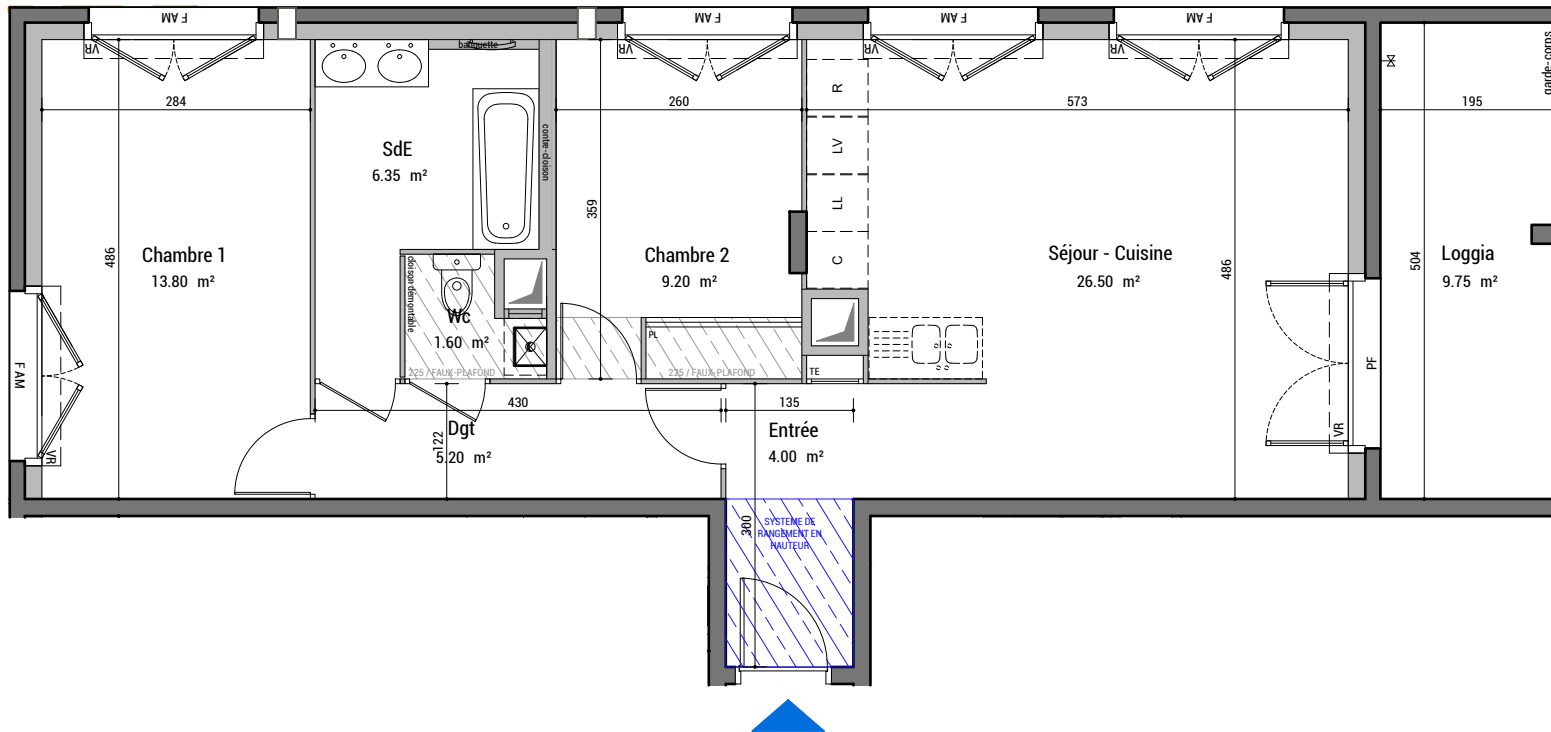 FAM
FAM
FAM
FAM
VR
VR
VR
VR
banquette
garde-corps
284
260
573
195
R
LV
LL
C
contre-cloison
SdE
6.35 m²
359
486
486
504
Chambre 1
13.80 m²
Chambre 2
9.20 m²
Séjour - Cuisine
26.50 m²
Loggia
9.75 m²
cloison démontable
Wc
1.60 m²
PL
225 / FAUX-PLAFOND
225 / FAUX-PLAFOND
TE
FAM
VR
PF
VR
430
135
122
Dgt
5.20 m²
Entrée
4.00 m²
300
SYSTEME DE
RANGEMENT EN
HAUTEUR